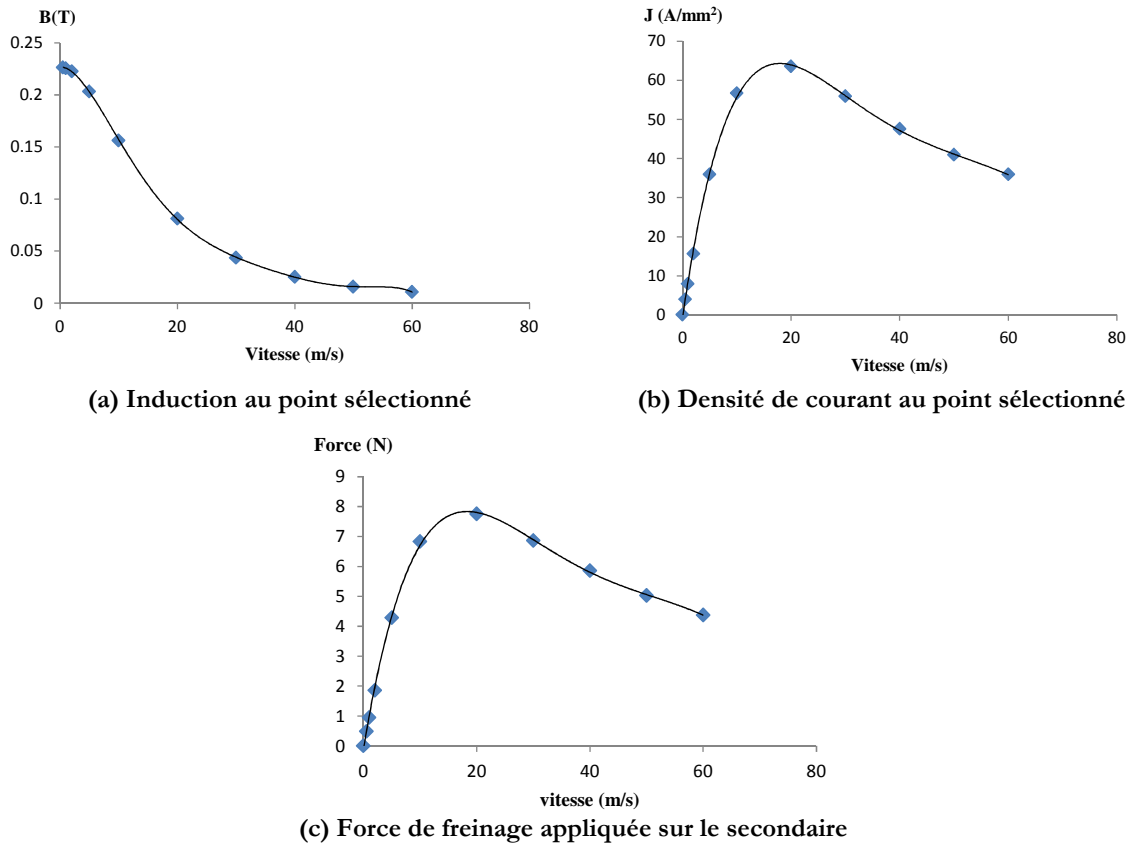 B(T)
0.25
0.2
0.15
0.1
0.05
0
0 20 40 60 80
Vitesse (m/s)
(a) Induction au point sélectionné
J (A/mm²)
70
60
50
40
30
20
10
0
0 20 40 60 80
Vitesse (m/s)
(b) Densité de courant au point sélectionné
Force (N)
9
8
7
6
5
4
3
2
1
0
0 20 40 60 80
vitesse (m/s)
(c) Force de freinage appliquée sur le secondaire